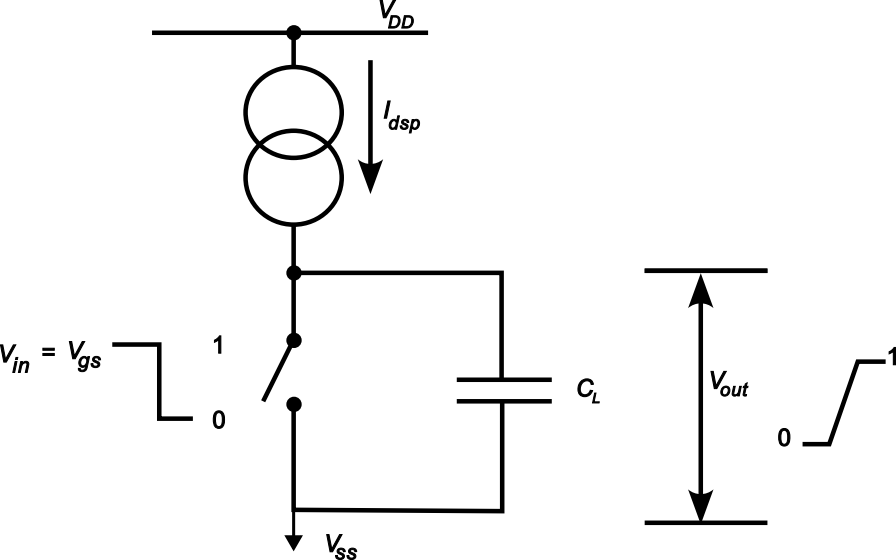 VDD
Idsp
1
Vin = Vgs
0
CL
Vout
1
0
Vss